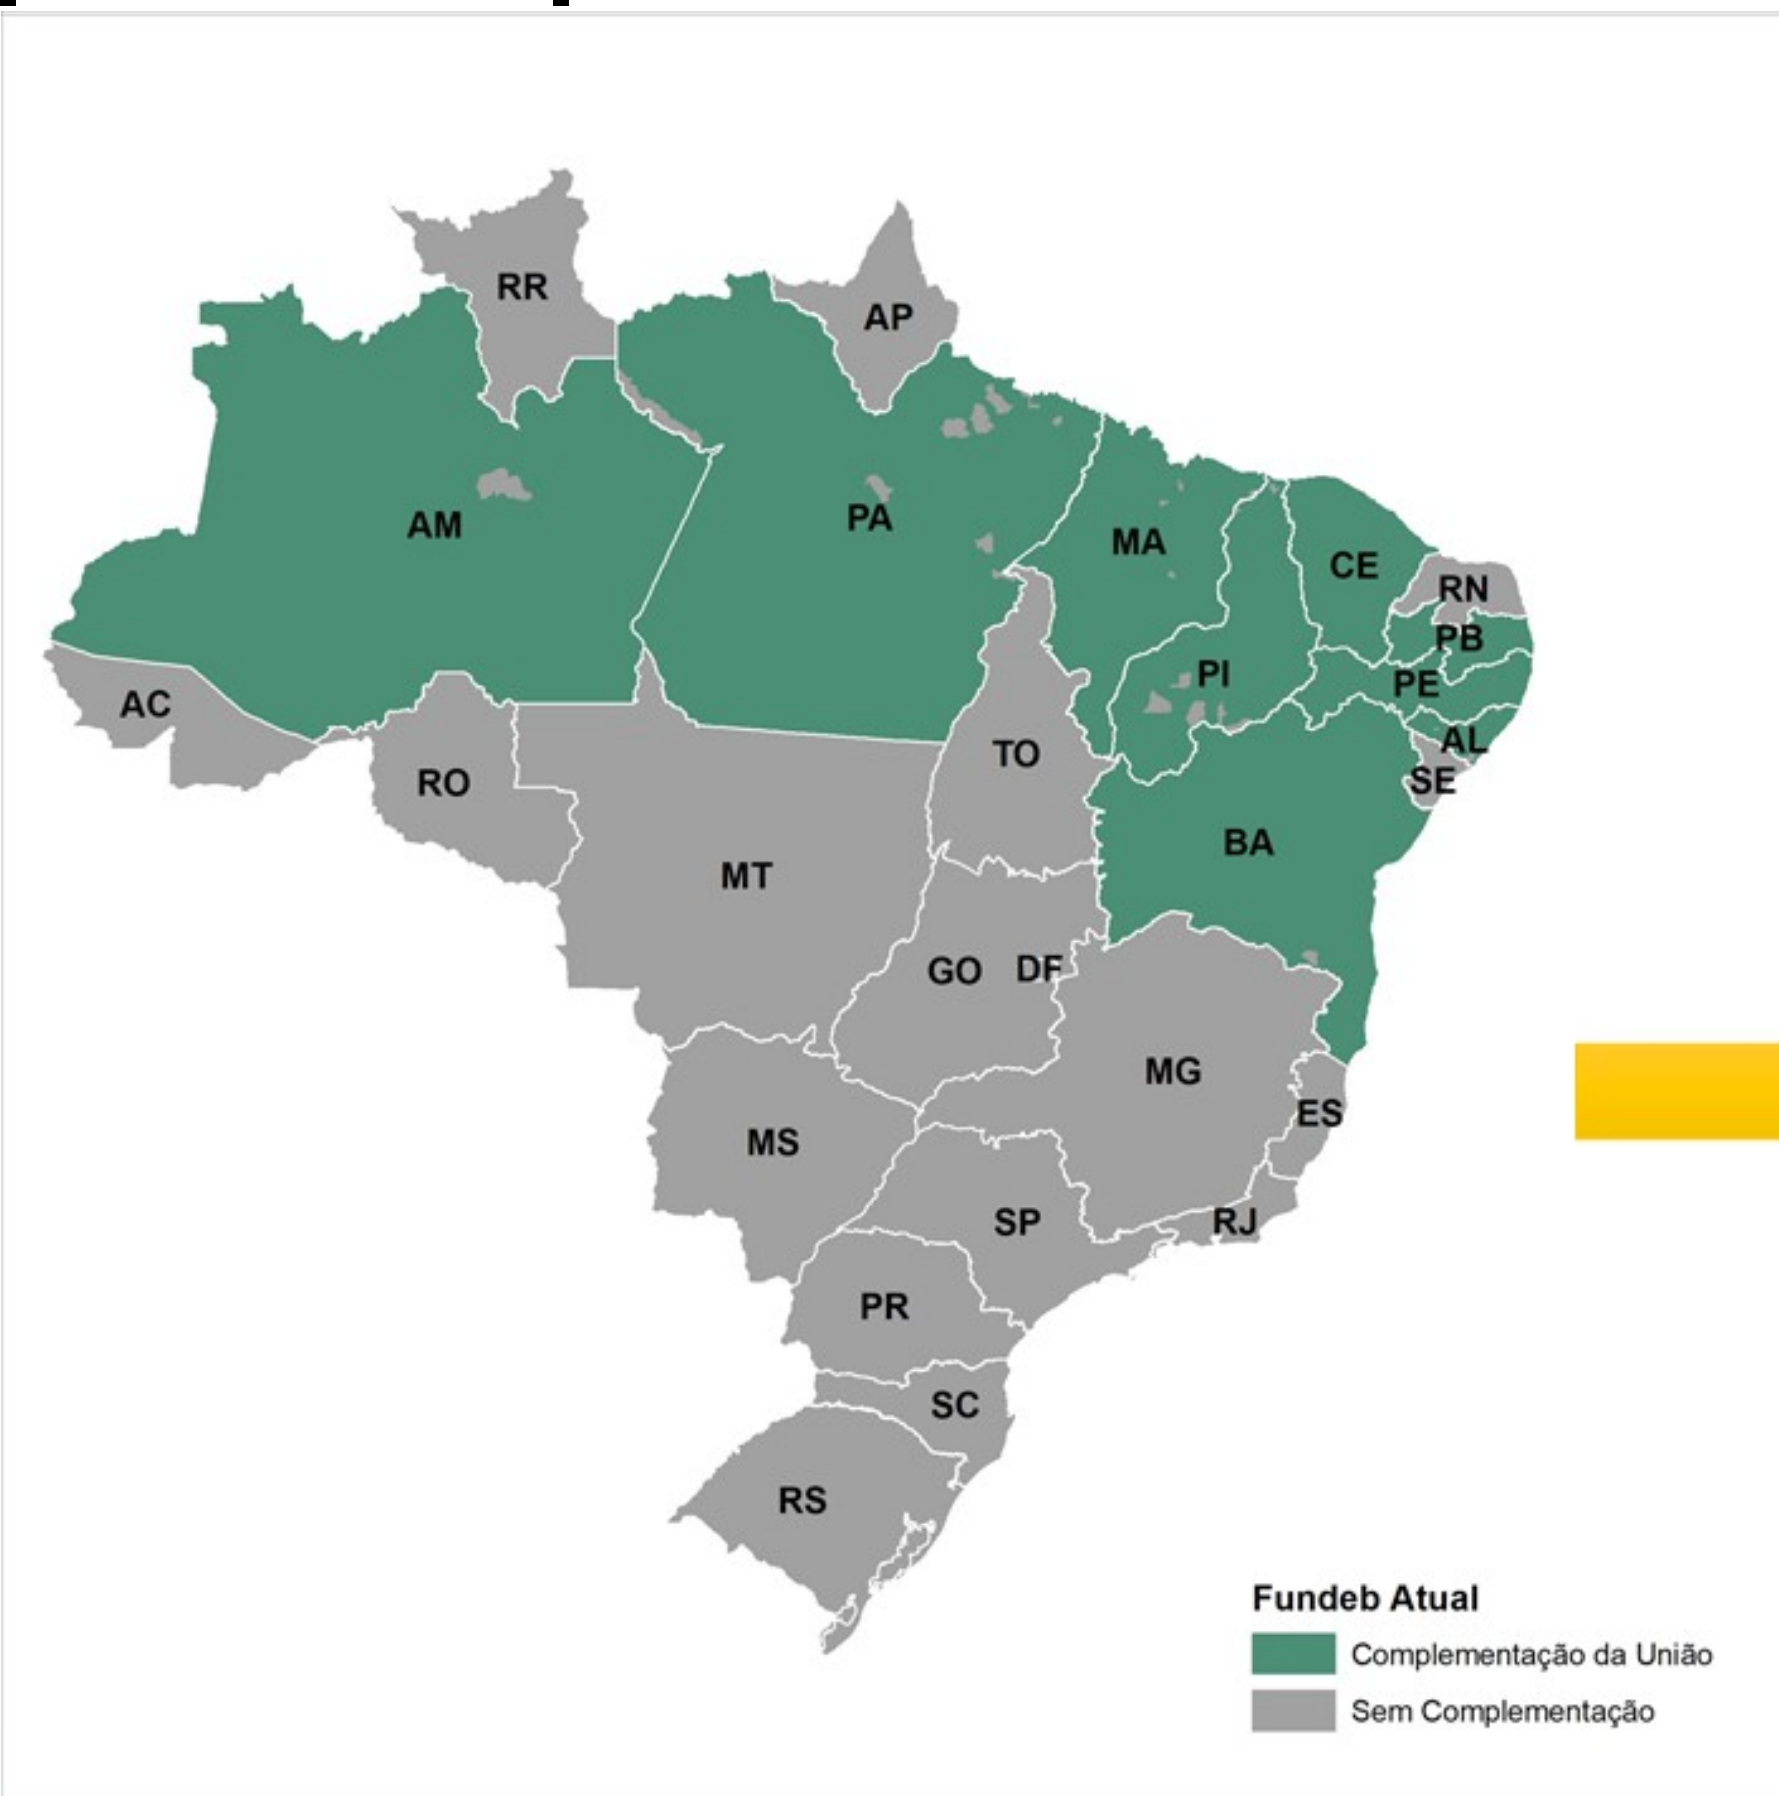 RR
AP
AM
PA
MA
CE
RN
PB
PI
PE
AC
AL
TO
SE
RO
BA
MT
GO
DF
MG
ES
MS
SP
RJ
PR
SC
RS
Fundeb Atual
Complementação da União
Sem Complementação